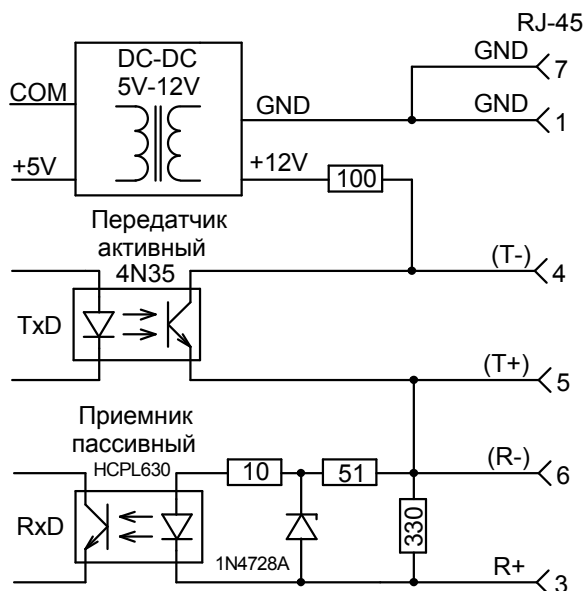 RJ-45
DC-DC
5V-12V
COM
+5V
GND
+12V
100
GND
7
GND
1
Передатчик
активный
4N35
TxD
(T-)
4
(T+)
5
Приемник
пассивный
HCPL630
RxD
10
51
1N4728A
330
(R-)
6
R+
3